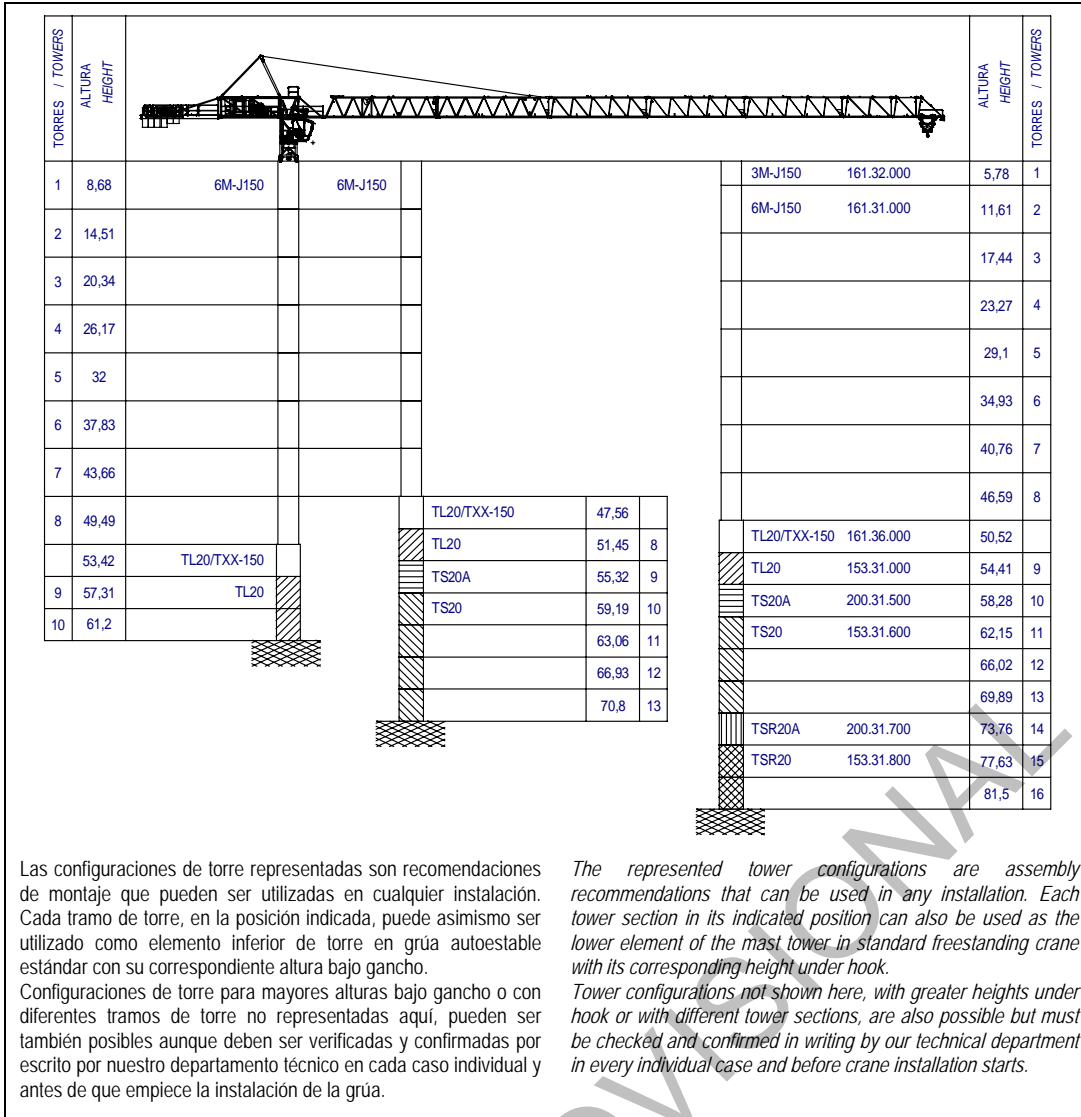 TORRES / TOWERS
ALTURA
HEIGHT
ALTURA
HEIGHT
TORRES / TOWERS
1 8,68 6M-J150 6M-J150
2 14,51
3 20,34
4 26,17
5 32
6 37,83
7 43,66
8 49,49
53,42 TL20/TXX-150
9 57,31 TL20
10 61,2
TL20/TXX-150 47,56
TL20 51,45 8
TS20A 55,32 9
TS20 59,19 10
63,06 11
66,93 12
70,8 13
3M-J150 161.32.000 5,78 1
6M-J150 161.31.000 11,61 2
17,44 3
23,27 4
29,1 5
34,93 6
40,76 7
46,59 8
TL20/TXX-150 161.36.000 50,52
TL20 153.31.000 54,41 9
TS20A 200.31.500 58,28 10
TS20 153.31.600 62,15 11
66,02 12
69,89 13
TSR20A 200.31.700 73,76 14
TSR20 153.31.800 77,63 15
81,5 16
Las configuraciones de torre representadas son recomendaciones
de montaje que pueden ser utilizadas en cualquier instalación.
Cada tramo de torre, en la posición indicada, puede asimismo ser
utilizado como elemento inferior de torre en grúa autoestable
estándar con su correspondiente altura bajo gancho.
Configuraciones de torre para mayores alturas bajo gancho o con
diferentes tramos de torre no representadas aquí, pueden ser
también posibles aunque deben ser verificadas y confirmadas por
escrito por nuestro departamento técnico en cada caso individual y
antes de que empiece la instalación de la grúa.
The represented tower configurations are assembly
recommendations that can be used in any installation. Each
tower section in its indicated position can also be used as the
lower element of the mast tower in standard freestanding crane
with its corresponding height under hook.
Tower configurations not shown here, with greater heights under
hook or with different tower sections, are also possible but must
be checked and confirmed in writing by our technical department
in every individual case and before crane installation starts.
OVISIONAL